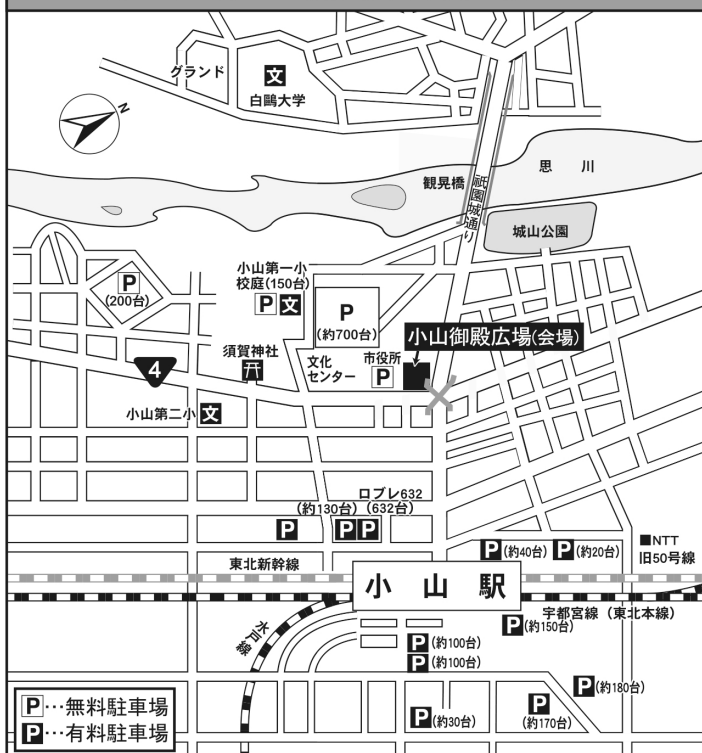 グランド
文
白鷗大学
N
思 川
観晃橋
祇園城通り
城山公園
小山第一小
校庭(150台)
P 文
P
(200台)
P
(約700台)
小山御殿広場(会場)
4
須賀神社
文化
センター
市役所
P
小山第二小 文
ロブレ632
(約130台) (632台)
P P P
P (約40台) P (約20台)
■NTT
旧50号線
東北新幹線
小 山 駅
宇都宮線(東北本線)
水戸線
P (約150台)
P (約100台)
P (約100台)
P (約180台)
P (約30台)
P
(約170台)
P…無料駐車場
P…有料駐車場